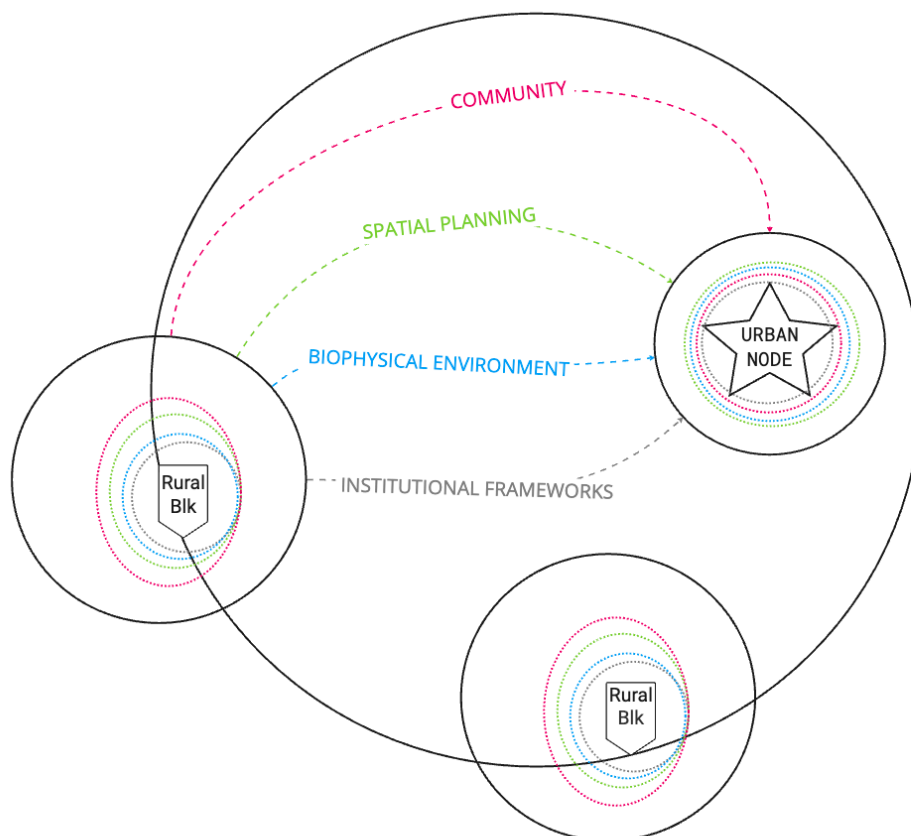 COMMUNITY
SPATIAL PLANNING
URBAN
NODE
BIOPHYSICAL ENVIRONMENT
Rural
Blk
INSTITUTIONAL FRAMEWORKS
Rural
Blk